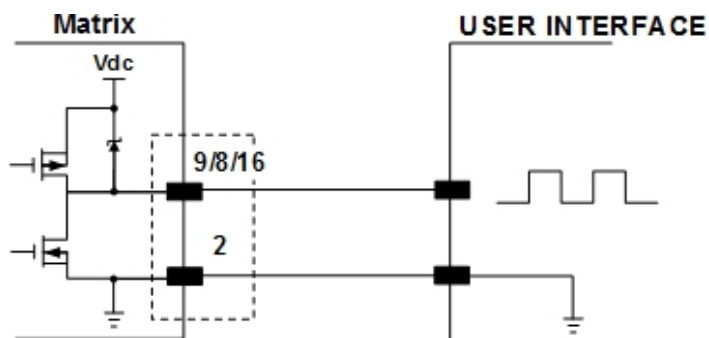 Matrix
USER INTERFACE
Vdc
9/8/16
2